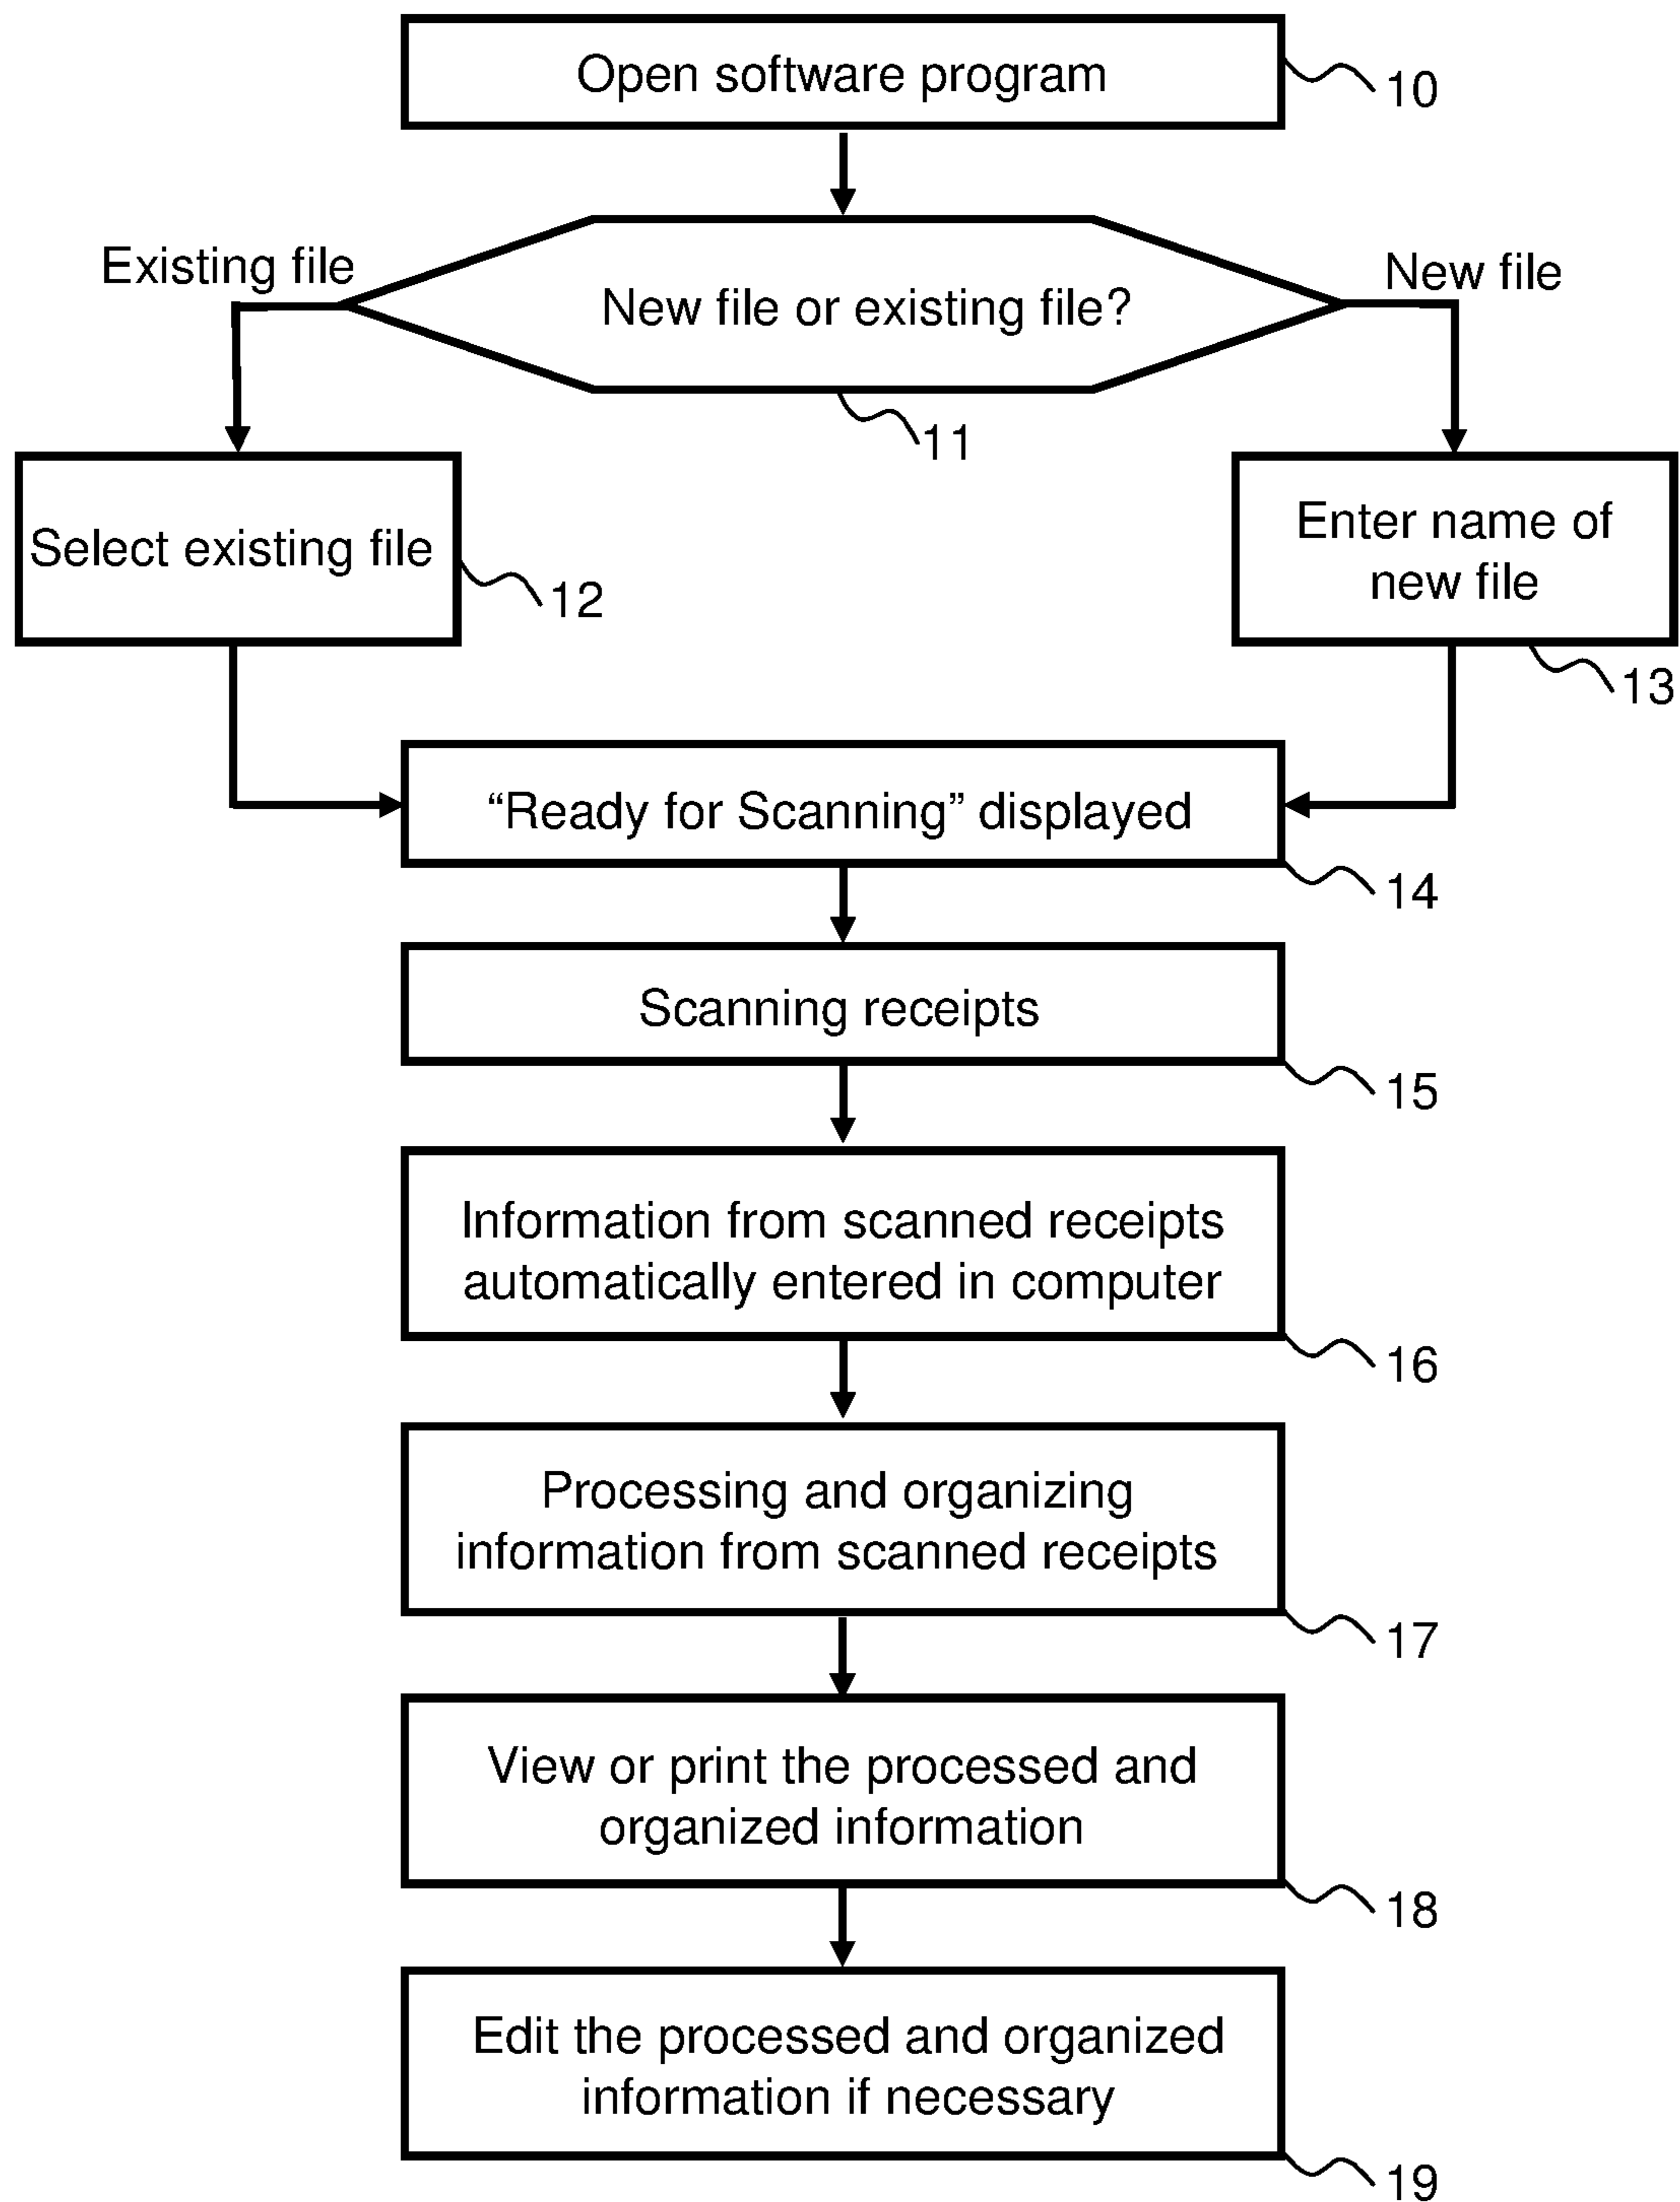 Open software program
10
Existing file
New file
New file or existing file?
11
Select existing file
12
Enter name of
new file
13
“Ready for Scanning” displayed
14
Scanning receipts
15
Information from scanned receipts
automatically entered in computer
16
Processing and organizing
information from scanned receipts
17
View or print the processed and
organized information
18
Edit the processed and organized
information if necessary
19